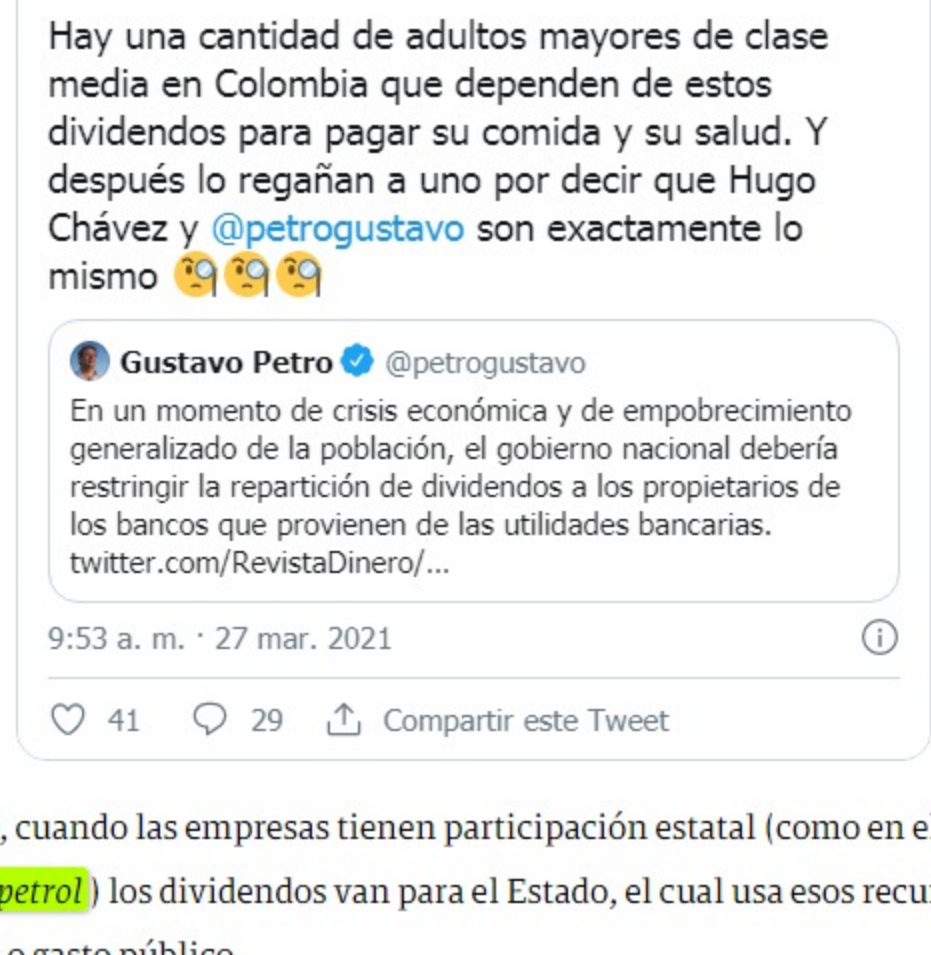 Hay una cantidad de adultos mayores de clase
media en Colombia que dependen de estos
dividendos para pagar su comida y su salud. Y
después lo regañan a uno por decir que Hugo
Chávez y @petrogustavo son exactamente lo
mismo 🧐🧐🧐
Gustavo Petro @petrogustavo
En un momento de crisis económica y de empobrecimiento
generalizado de la población, el gobierno nacional debería
restringir la repartición de dividendos a los propietarios de
los bancos que provienen de las utilidades bancarias.
twitter.com/RevistaDinero/...
9:53 a. m. · 27 mar. 2021
41 29 Compartir este Tweet
, cuando las empresas tienen participación estatal (como en e
petrol) los dividendos van para el Estado, el cual usa esos recu
o gasto público